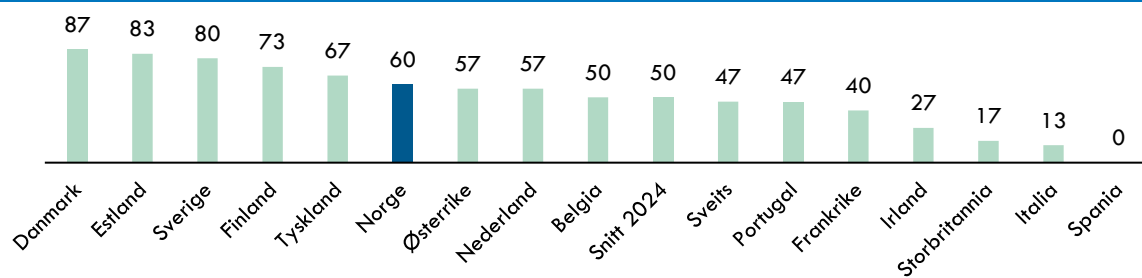 87 83 80 73 67 60 57 57 50 50 47 47 40 27 17 13 0
Danmark Estland Sverige Finland Tyskland Norge Østerrike Nederland Belgia Snitt 2024 Sveits Portugal Frankrike Irland Storbritannia Italia Spania